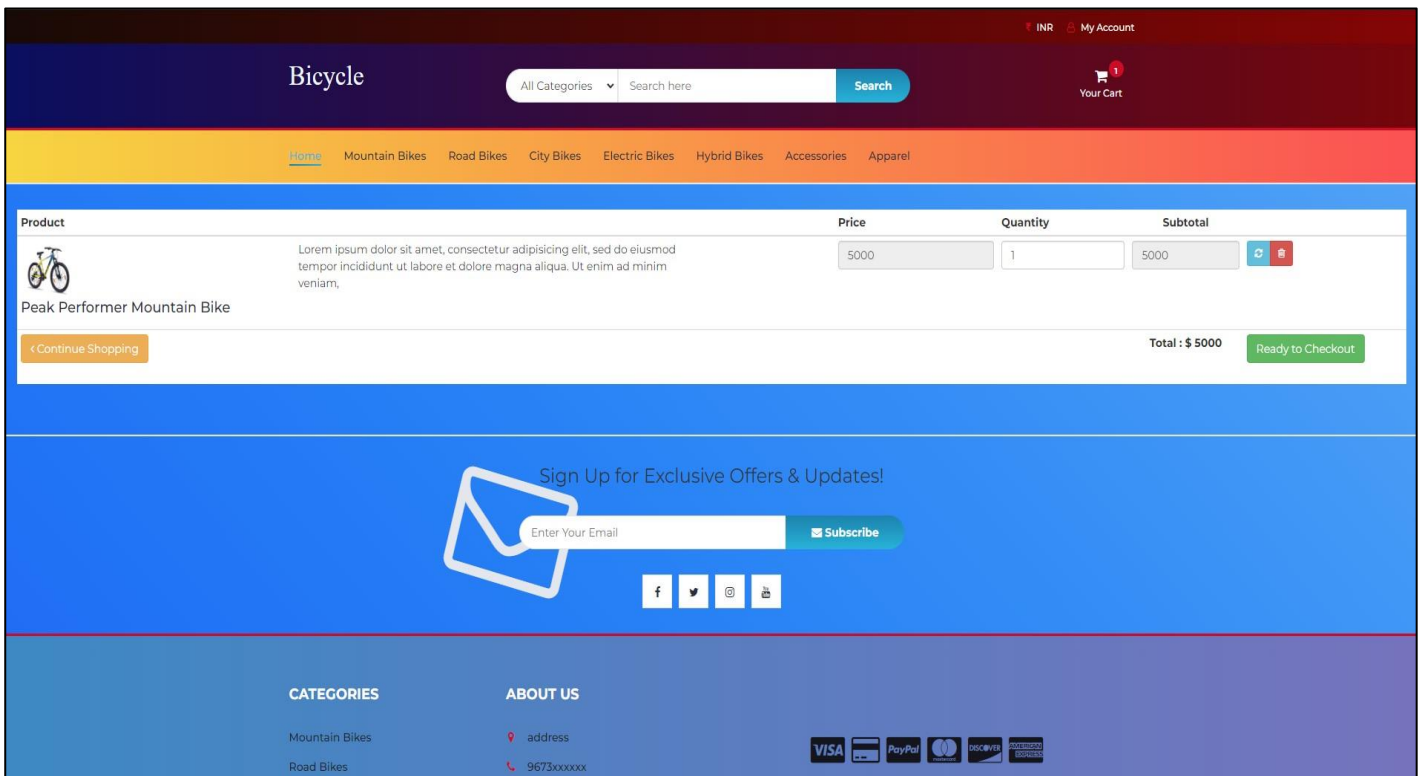 ₹ INR My Account
Bicycle
All Categories Search here Search
1
Your Cart
Home Mountain Bikes Road Bikes City Bikes Electric Bikes Hybrid Bikes Accessories Apparel
Product Price Quantity Subtotal
Lorem ipsum dolor sit amet, consectetur adipisicing elit, sed do eiusmod
tempor incididunt ut labore et dolore magna aliqua. Ut enim ad minim
veniam,
5000 1 5000
Peak Performer Mountain Bike
Continue Shopping Total : $ 5000 Ready to Checkout
Sign Up for Exclusive Offers & Updates!
Enter Your Email Subscribe
CATEGORIES ABOUT US
Mountain Bikes address
VISA PayPal mastercard DISCOVER AMERICAN EXPRESS
Road Bikes 9673xxxxxx